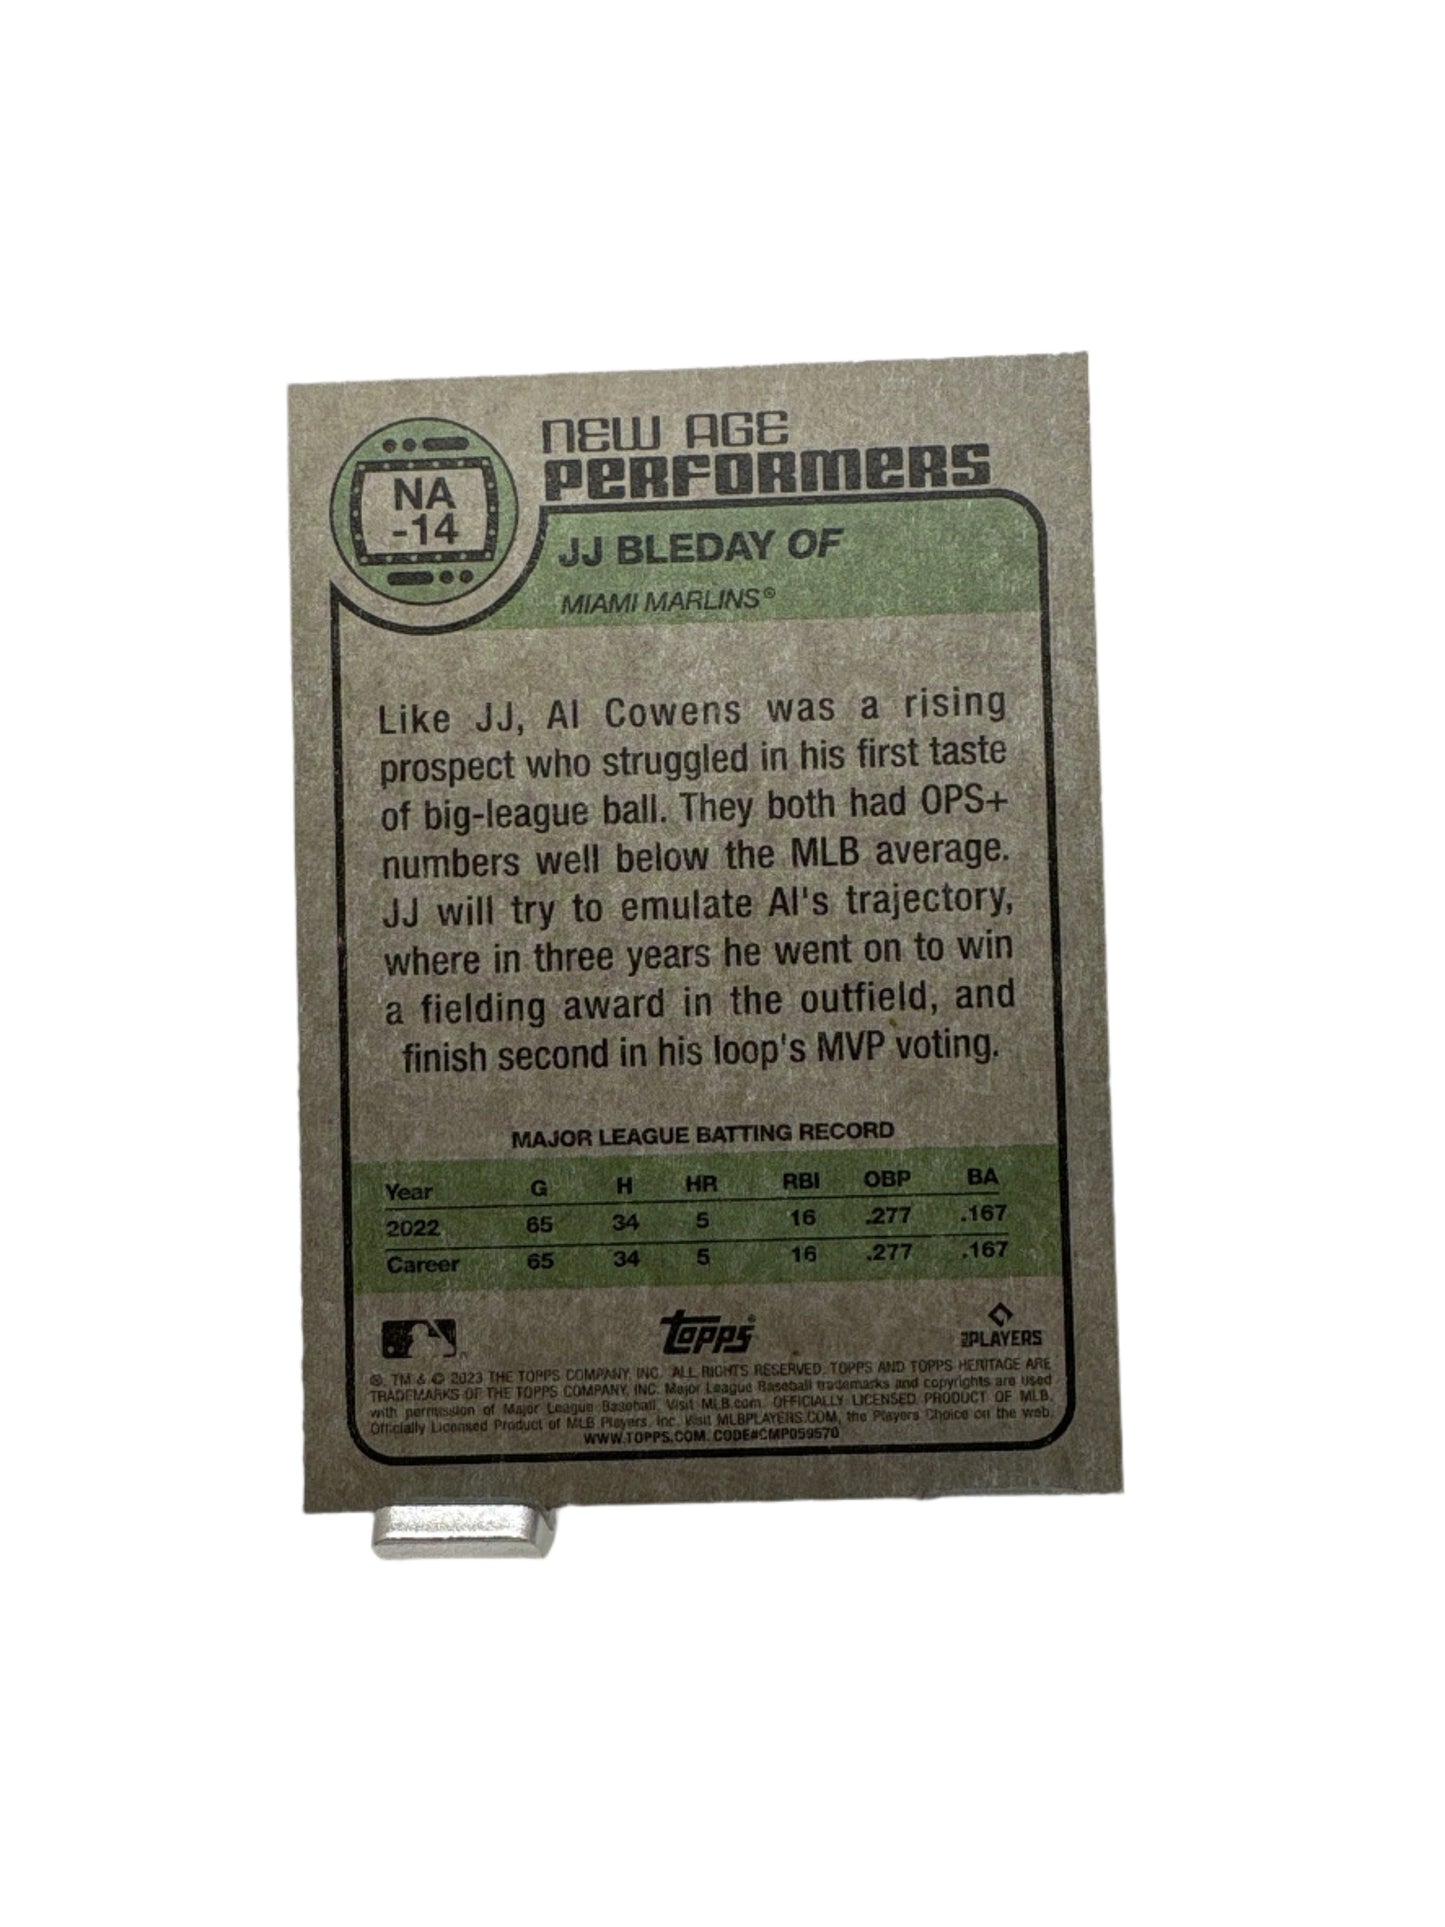 NA
-14
NEW AGE
PERFORMERS
JJ BLEDAY OF
MIAMI MARLINS®
Like JJ, Al Cowens was a rising
prospect who struggled in his first taste
of big-league ball. They both had OPS+
numbers well below the MLB average.
JJ will try to emulate Al's trajectory,
where in three years he went on to win
a fielding award in the outfield, and
finish second in his loop's MVP voting.
MAJOR LEAGUE BATTING RECORD
Year G H HR RBI OBP BA
2022 65 34 5 16 .277 .167
Career 65 34 5 16 .277 .167
topps®
PLAYERS
®, TM & © 2023 THE TOPPS COMPANY, INC. ALL RIGHTS RESERVED. TOPPS AND TOPPS HERITAGE ARE
TRADEMARKS OF THE TOPPS COMPANY, INC. Major League Baseball trademarks and copyrights are used
with permission of Major League Baseball. Visit MLB.com. OFFICIALLY LICENSED PRODUCT OF MLB
Officially Licensed Product of MLB Players, Inc. Visit MLBPLAYERS.COM, the Players Choice on the web.
WWW.TOPPS.COM. CODE#CMP059570